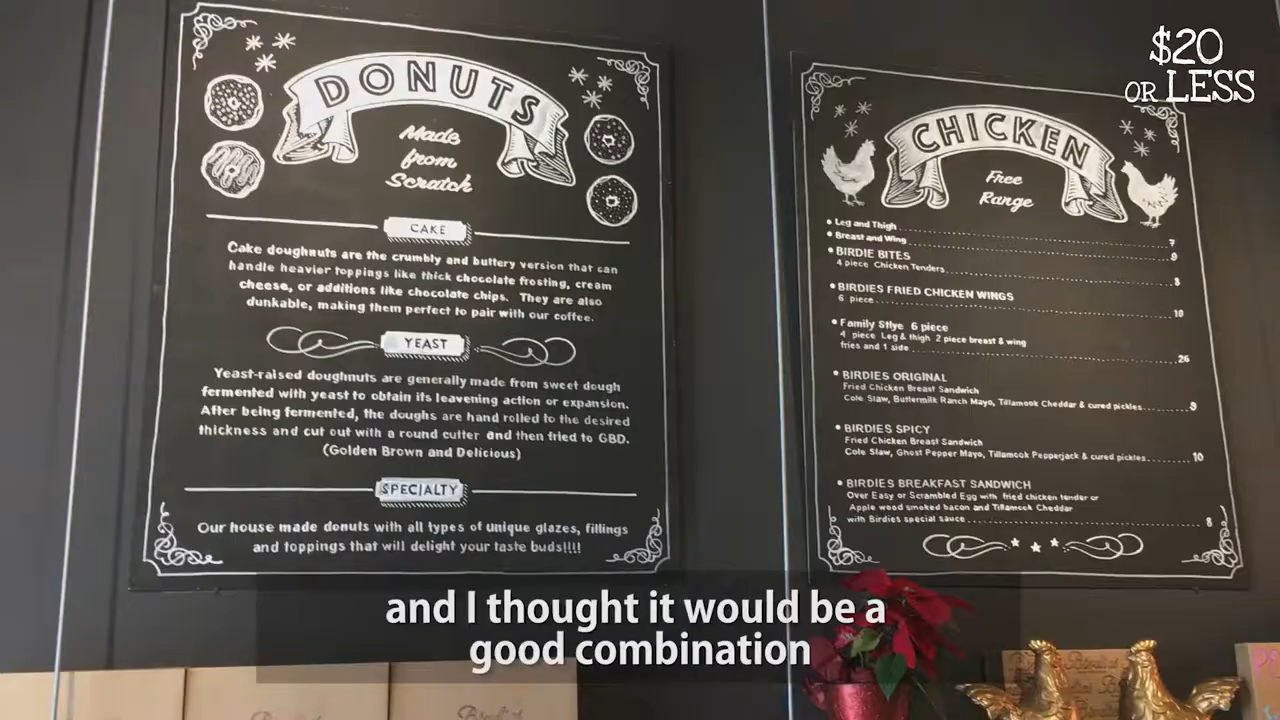 $20
OR LESS
DONUTS
Made
from
Scratch
CAKE
Cake doughnuts are the crumbly and buttery version that can
handle heavier toppings like thick chocolate frosting, cream
cheese, or additions like chocolate chips. They are also
dunkable, making them perfect to pair with our coffee.
YEAST
Yeast-raised doughnuts are generally made from sweet dough
fermented with yeast to obtain its leavening action or expansion.
After being fermented, the doughs are hand rolled to the desired
thickness and cut out with a round cutter and then fried to GBD.
(Golden Brown and Delicious)
SPECIALTY
Our house made donuts with all types of unique glazes, fillings
and toppings that will delight your taste buds!!!!
CHICKEN
Free
Range
Leg and Thigh 7
Breast and Wing 9
BIRDIE BITES
4 piece Chicken Tenders 8
BIRDIES FRIED CHICKEN WINGS
6 piece 10
Family Stlye 6 piece
4 piece Leg & thigh 2 piece breast & wing
fries and 1 side 26
BIRDIES ORIGINAL
Fried Chicken Breast Sandwich
Cole Slaw, Buttermilk Ranch Mayo, Tillamook Cheddar & cured pickles 9
BIRDIES SPICY
Fried Chicken Breast Sandwich
Cole Slaw, Ghost Pepper Mayo, Tillamook Pepperjack & cured pickles 10
BIRDIES BREAKFAST SANDWICH
Over Easy or Scrambled Egg with fried chicken tender or
Apple wood smoked bacon and Tillamook Cheddar
with Birdies special sauce 8
and I thought it would be a
good combination